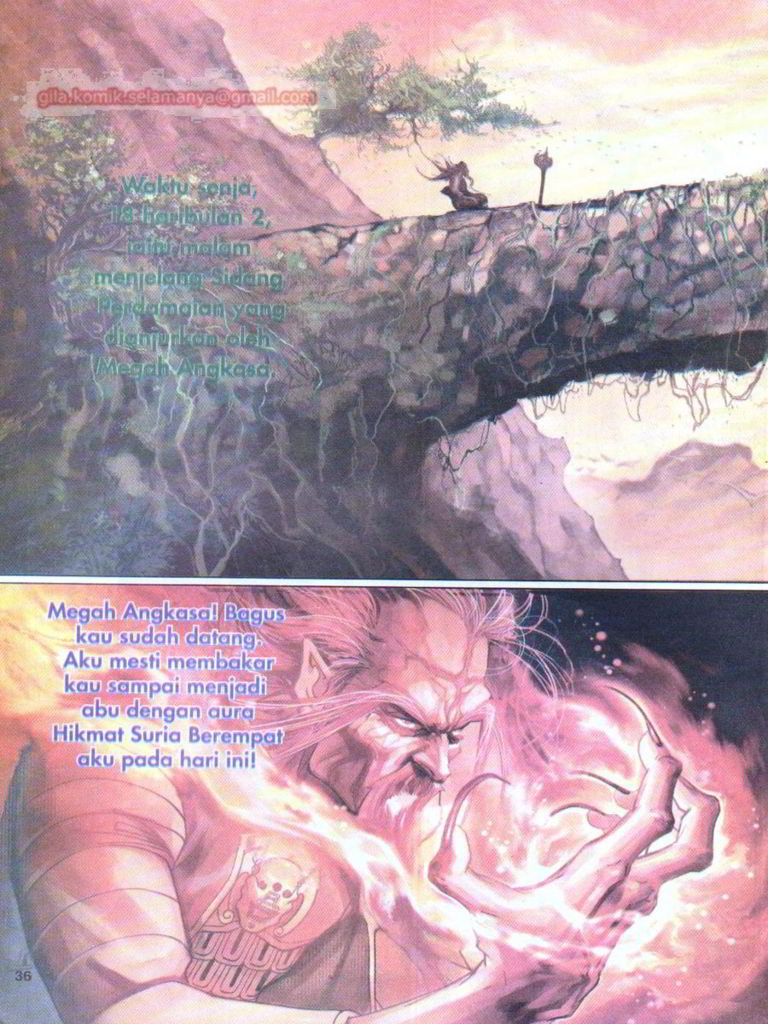 gila.komik.selamanya@gmail.com
Waktu senja,
18 haribulan 2,
iaitu malam
menjelang Sidang
Perdamaian yang
dianjurkan oleh
Megah Angkasa.
Megah Angkasa! Bagus
kau sudah datang.
Aku mesti membakar
kau sampai menjadi
abu dengan aura
Hikmat Suria Berempat
aku pada hari ini!
36